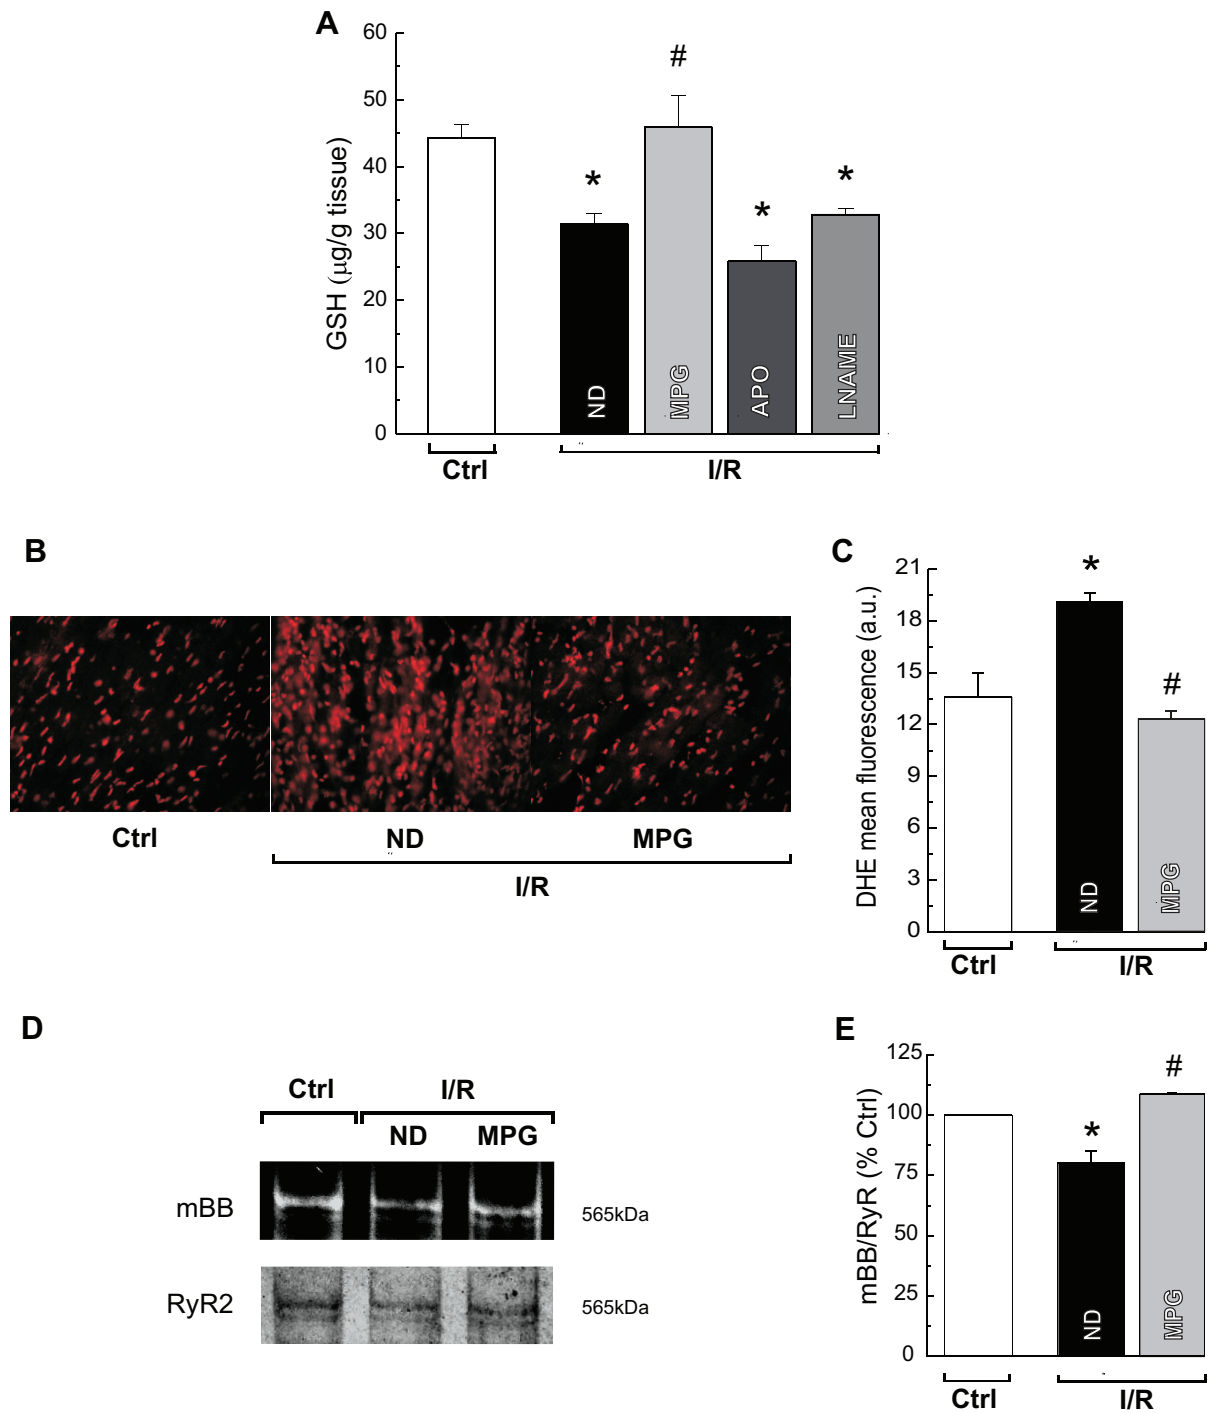 A
60
50
40
30
20
10
0
GSH (μg/g tissue)
*
#
*
*
ND
MPG
APO
LNAME
Ctrl
I/R
B
Ctrl
ND
MPG
I/R
C
21
18
15
12
9
6
3
0
DHE mean fluorescence (a.u.)
*
#
ND
MPG
Ctrl
I/R
D
Ctrl
I/R
ND
MPG
mBB
565kDa
RyR2
565kDa
E
125
100
75
50
25
0
mBB/RyR (% Ctrl)
*
#
ND
MPG
Ctrl
I/R